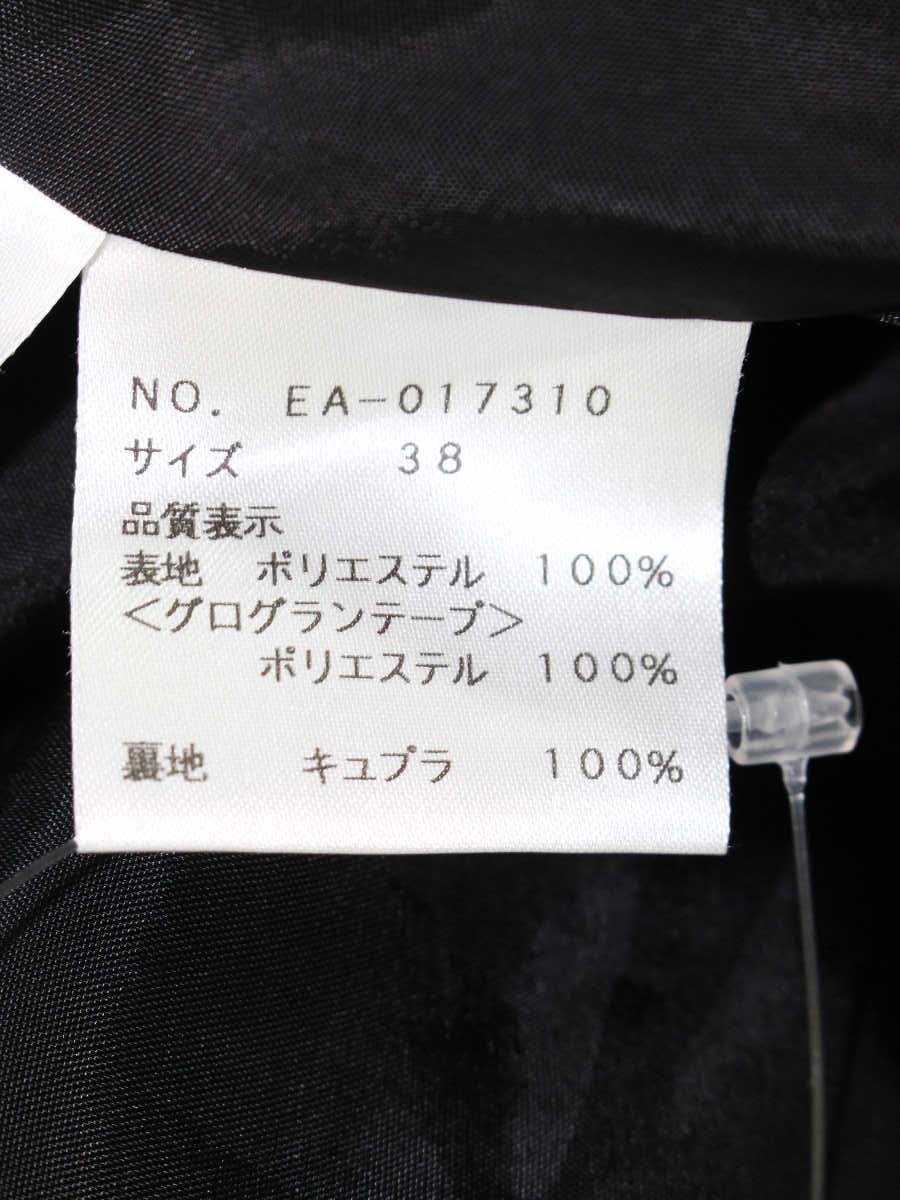 NO. EA-017310
サイズ 38
品質表示
表地 ポリエステル 100%
<グログランテープ>
ポリエステル 100%
裏地 キュプラ 100%